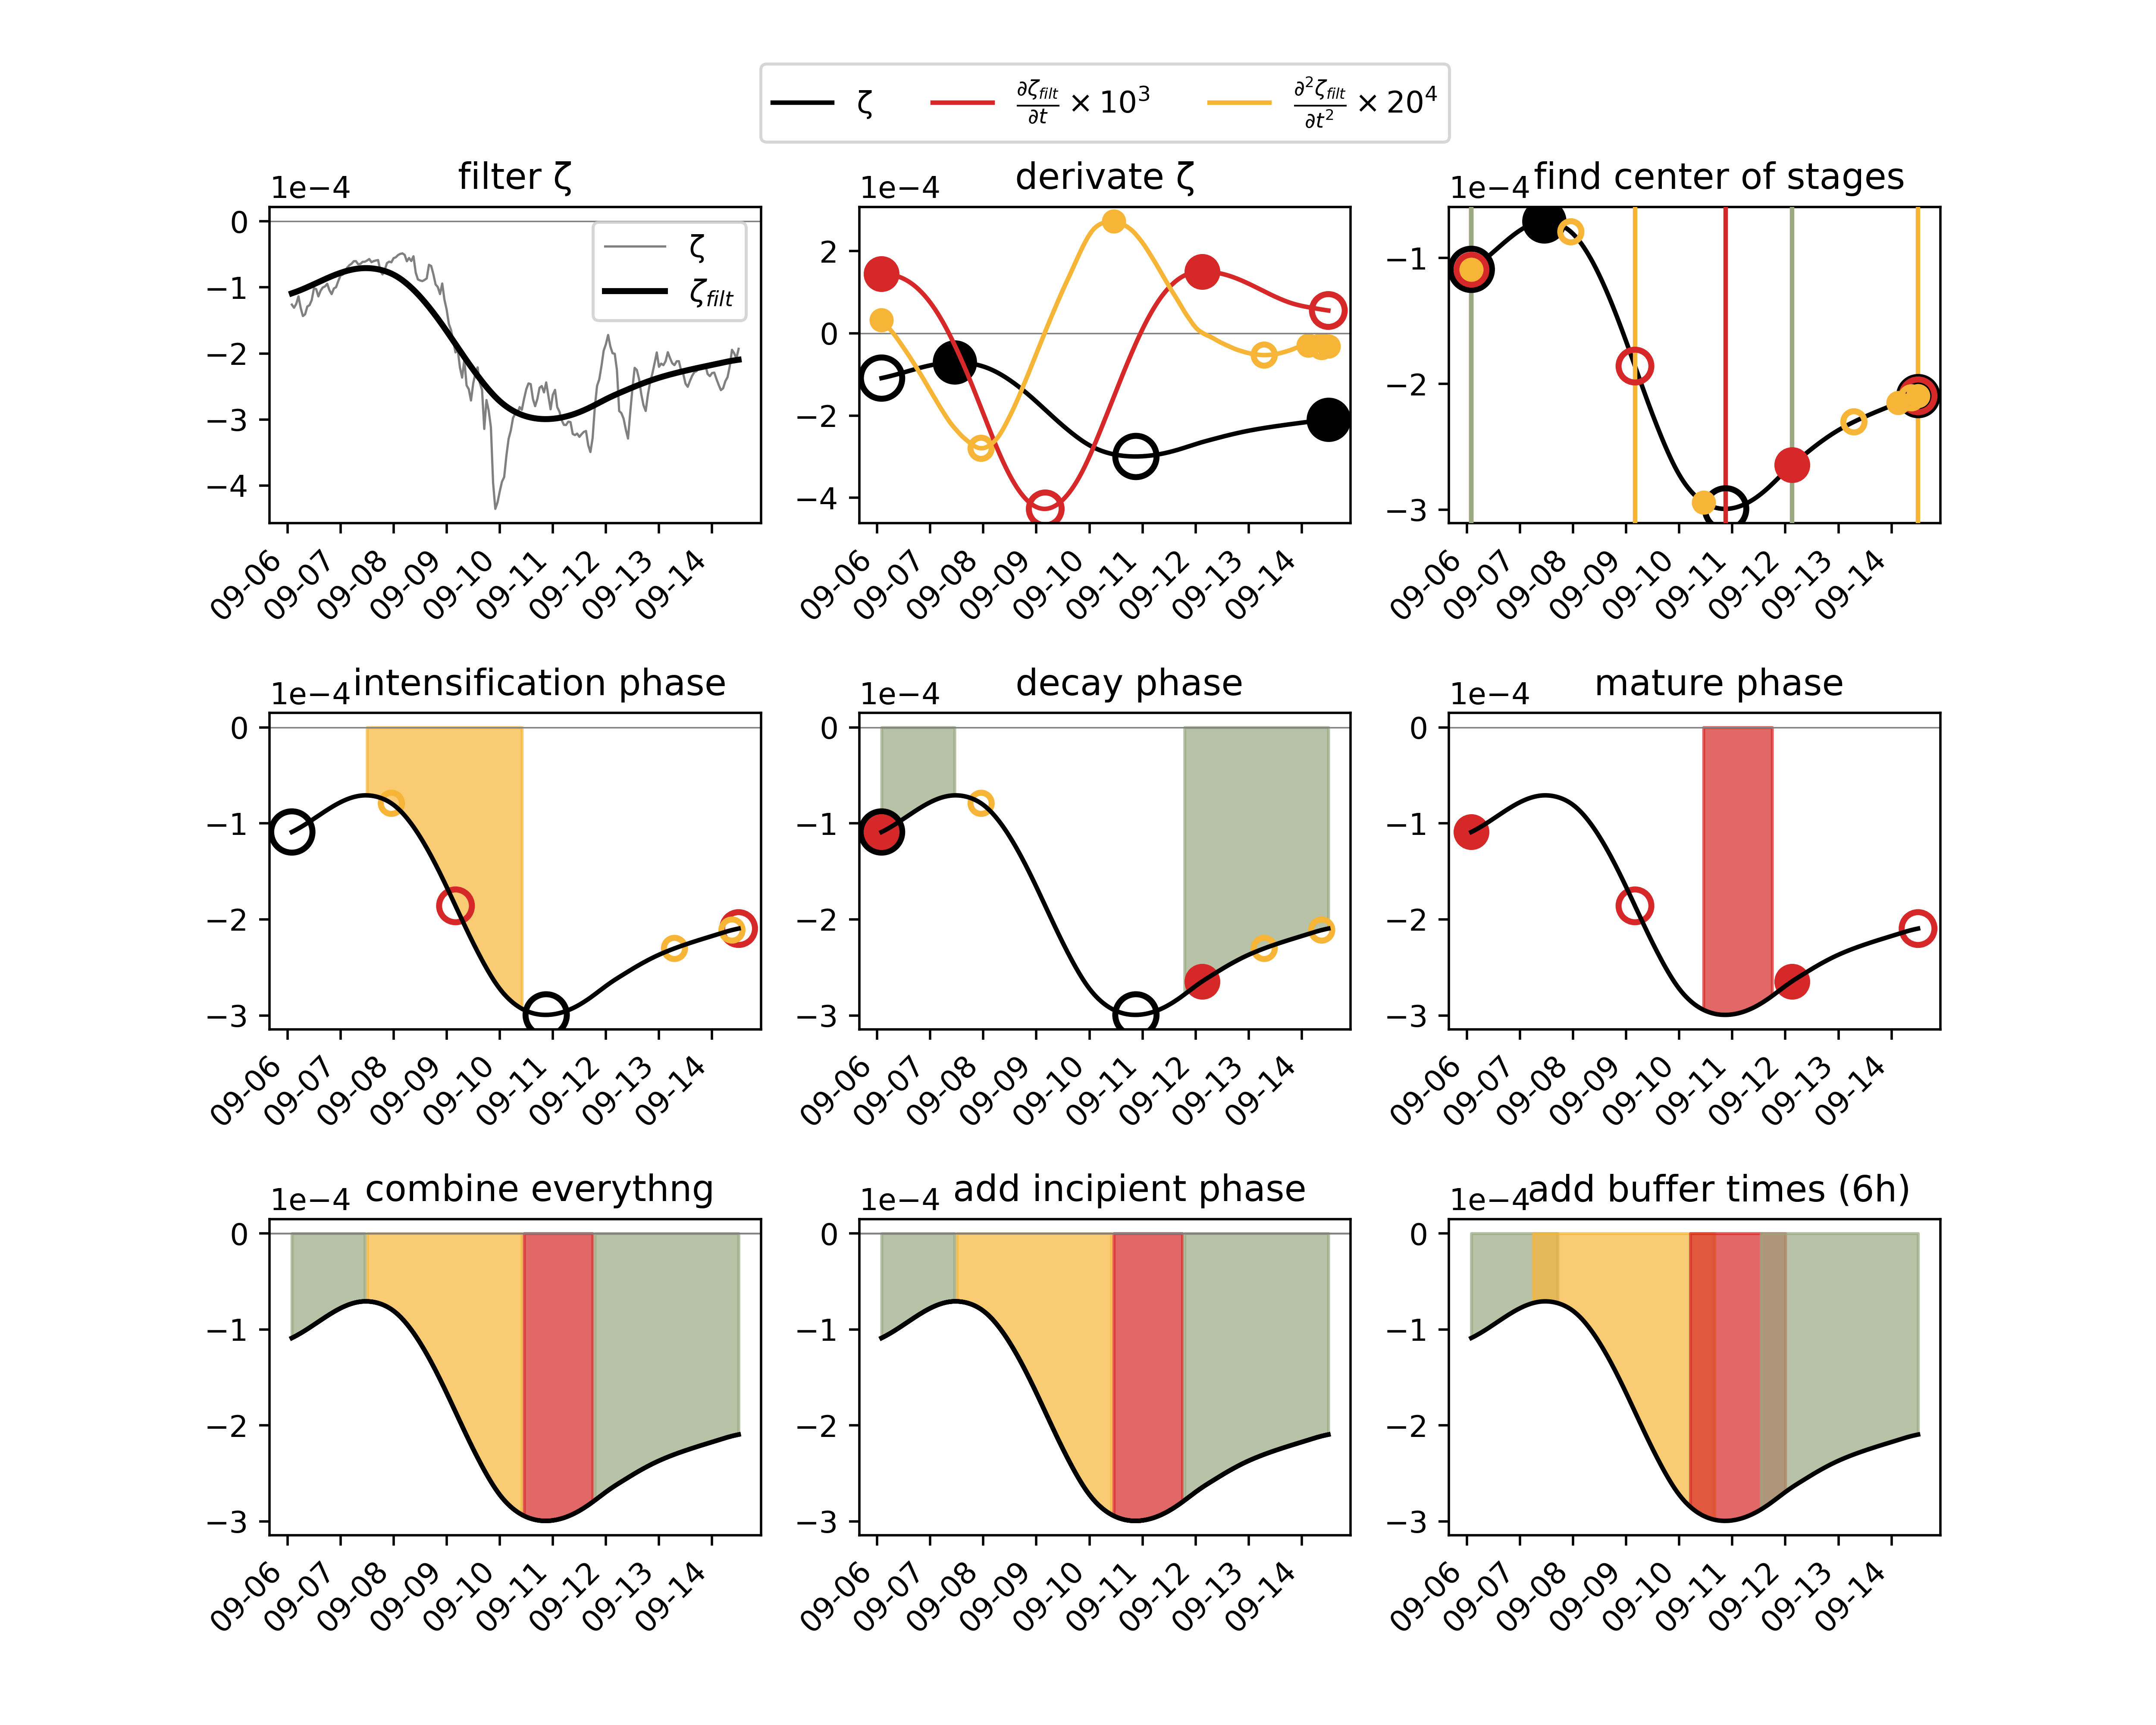 ζ ∂ζ_filt/∂t × 10³ ∂²ζ_filt/∂t² × 20⁴
filter ζ
1e−4
0
−1
−2
−3
−4
ζ
ζ_filt
09-06 09-07 09-08 09-09 09-10 09-11 09-12 09-13 09-14
derivate ζ
1e−4
2
0
−2
−4
09-06 09-07 09-08 09-09 09-10 09-11 09-12 09-13 09-14
find center of stages
1e−4
−1
−2
−3
09-06 09-07 09-08 09-09 09-10 09-11 09-12 09-13 09-14
intensification phase
1e−4
0
−1
−2
−3
09-06 09-07 09-08 09-09 09-10 09-11 09-12 09-13 09-14
decay phase
1e−4
0
−1
−2
−3
09-06 09-07 09-08 09-09 09-10 09-11 09-12 09-13 09-14
mature phase
1e−4
0
−1
−2
−3
09-06 09-07 09-08 09-09 09-10 09-11 09-12 09-13 09-14
combine everythng
1e−4
0
−1
−2
−3
09-06 09-07 09-08 09-09 09-10 09-11 09-12 09-13 09-14
add incipient phase
1e−4
0
−1
−2
−3
09-06 09-07 09-08 09-09 09-10 09-11 09-12 09-13 09-14
add buffer times (6h)
1e−4
0
−1
−2
−3
09-06 09-07 09-08 09-09 09-10 09-11 09-12 09-13 09-14